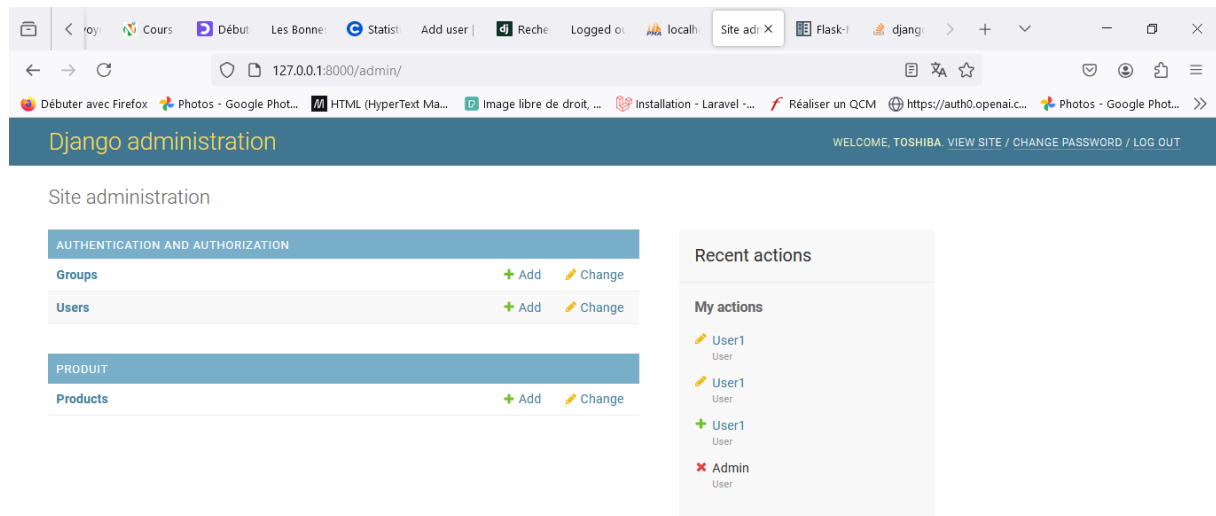 Cours
Début
Les Bonne
Statist
Add user |
dj Reche
Logged ou
localh
Site adn
Flask-
djang
127.0.0.1:8000/admin/
Débuter avec Firefox
Photos - Google Phot...
HTML (HyperText Ma...
Image libre de droit, ...
Installation - Laravel -...
Réaliser un QCM
https://auth0.openai.c...
Photos - Google Phot...
Django administration
WELCOME, TOSHIBA. VIEW SITE / CHANGE PASSWORD / LOG OUT
Site administration
AUTHENTICATION AND AUTHORIZATION
Groups Add Change
Users Add Change
PRODUIT
Products Add Change
Recent actions
My actions
User1
User
User1
User
User1
User
Admin
User